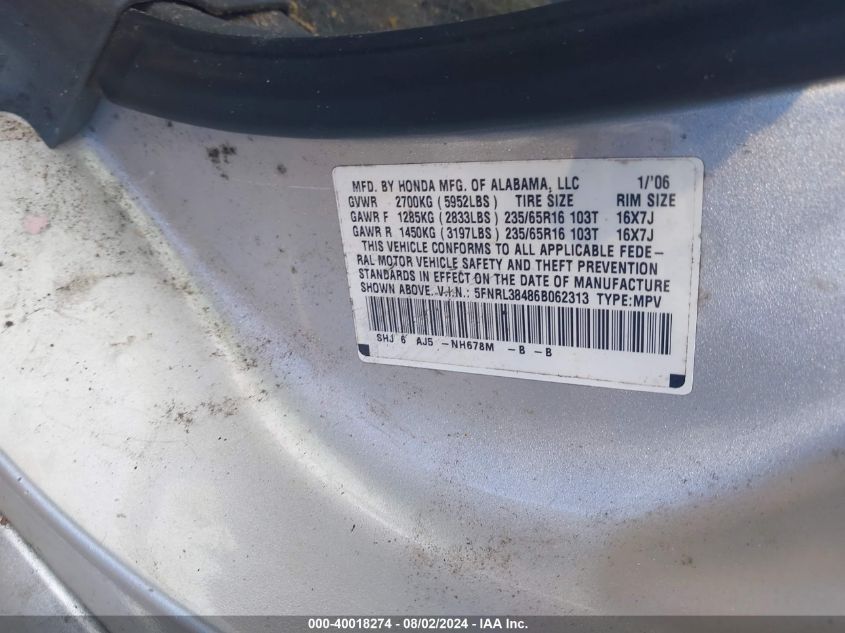 MFD. BY HONDA MFG. OF ALABAMA, LLC 1/'06
GVWR 2700KG (5952LBS) TIRE SIZE RIM SIZE
GAWR F 1285KG (2833LBS) 235/65R16 103T 16X7J
GAWR R 1450KG (3197LBS) 235/65R16 103T 16X7J
THIS VEHICLE CONFORMS TO ALL APPLICABLE FEDE-
RAL MOTOR VEHICLE SAFETY AND THEFT PREVENTION
STANDARDS IN EFFECT ON THE DATE OF MANUFACTURE
SHOWN ABOVE. V.I.N.: 5FNRL38486B062313 TYPE:MPV
SHJ 6 AJ5 -NH678M -B -B
000-40018274 - 08/02/2024 - IAA Inc.